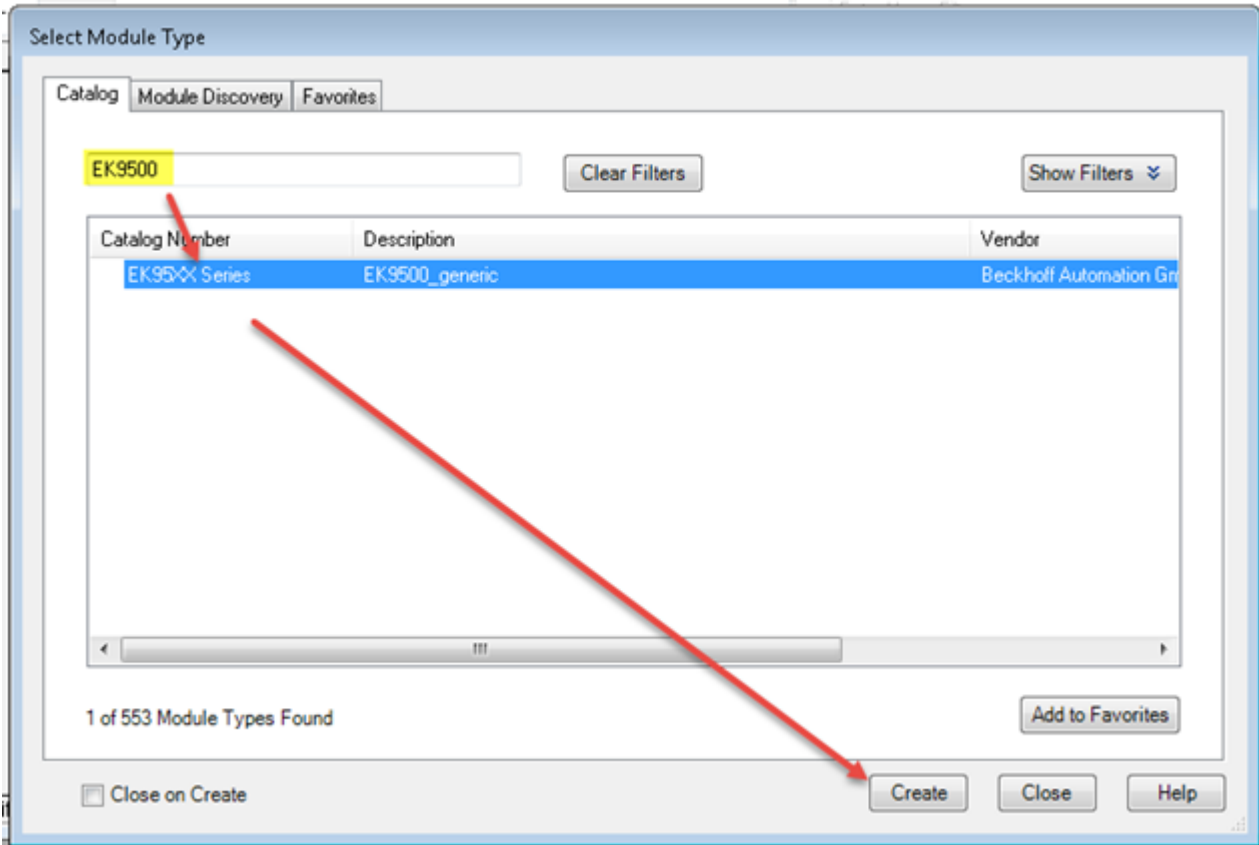 Select Module Type
Catalog Module Discovery Favorites
EK9500 Clear Filters Show Filters
Catalog Number Description Vendor
EK95XX Series EK9500_generic Beckhoff Automation Gm
1 of 553 Module Types Found Add to Favorites
Close on Create Create Close Help